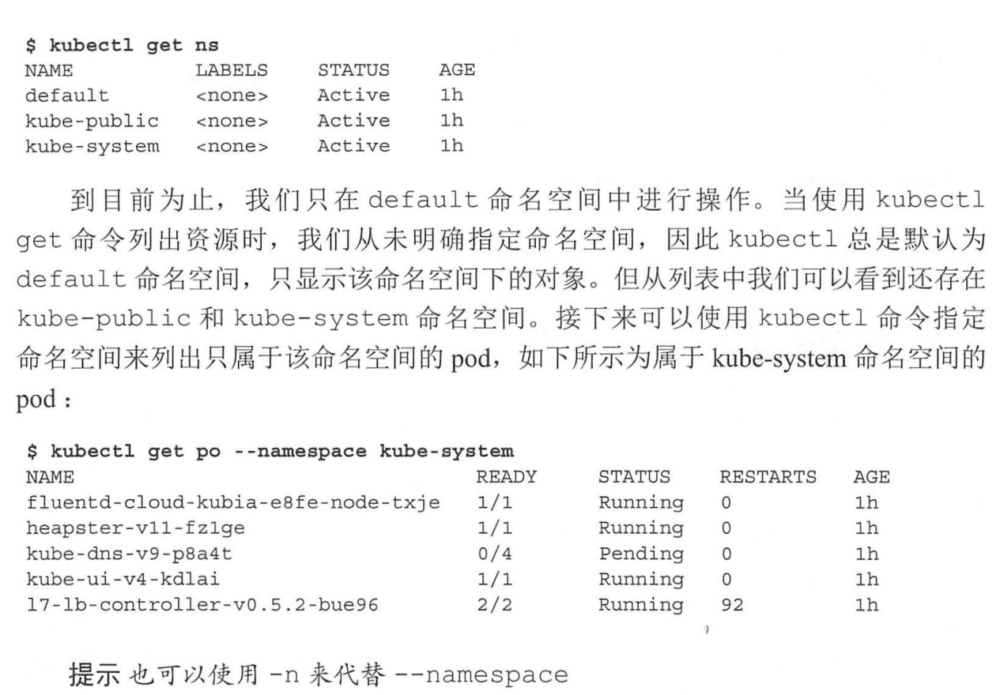 $ kubectl get ns
NAME LABELS STATUS AGE
default <none> Active 1h
kube-public <none> Active 1h
kube-system <none> Active 1h
到目前为止，我们只在 default 命名空间中进行操作。当使用 kubectl
get 命令列出资源时，我们从未明确指定命名空间，因此 kubectl 总是默认为
default 命名空间，只显示该命名空间下的对象。但从列表中我们可以看到还存在
kube-public 和 kube-system 命名空间。接下来可以使用 kubectl 命令指定
命名空间来列出只属于该命名空间的 pod，如下所示为属于 kube-system 命名空间的
pod：
$ kubectl get po --namespace kube-system
NAME READY STATUS RESTARTS AGE
fluentd-cloud-kubia-e8fe-node-txje 1/1 Running 0 1h
heapster-v11-fz1ge 1/1 Running 0 1h
kube-dns-v9-p8a4t 0/4 Pending 0 1h
kube-ui-v4-kdlai 1/1 Running 0 1h
l7-lb-controller-v0.5.2-bue96 2/2 Running 92 1h
提示 也可以使用 -n 来代替 --namespace